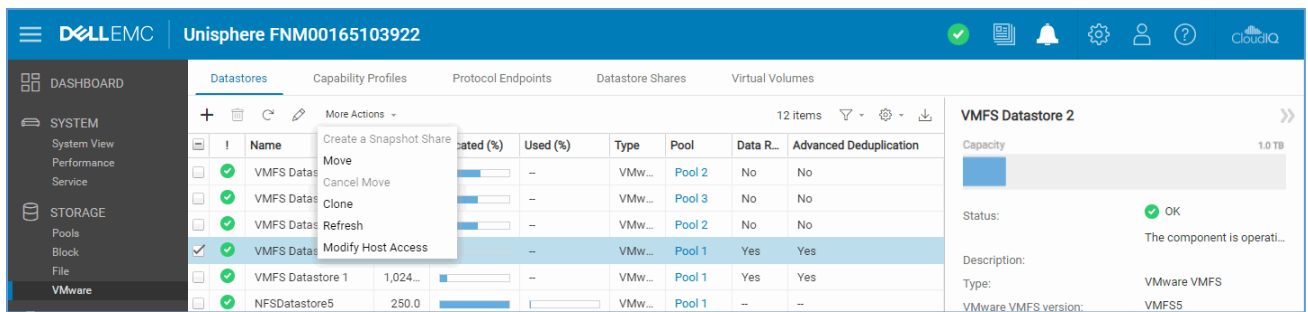 DELLEMC Unisphere FNM00165103922 CloudIQ
DASHBOARD
SYSTEM
System View
Performance
Service
STORAGE
Pools
Block
File
VMware
Datastores Capability Profiles Protocol Endpoints Datastore Shares Virtual Volumes
More Actions 12 items
! Name cated (%) Used (%) Type Pool Data R... Advanced Deduplication
Create a Snapshot Share
Move
Cancel Move
Clone
Refresh
Modify Host Access
VMFS Datas -- VMw... Pool 2 No No
VMFS Datas -- VMw... Pool 3 No No
VMFS Datas -- VMw... Pool 2 No No
VMFS Datas -- VMw... Pool 1 Yes Yes
VMFS Datastore 1 1,024... -- VMw... Pool 1 Yes Yes
NFSDatastore5 250.0 VMw... Pool 1 -- --
VMFS Datastore 2
Capacity 1.0 TB
Status: OK
The component is operati...
Description:
Type: VMware VMFS
VMware VMFS version: VMFS5